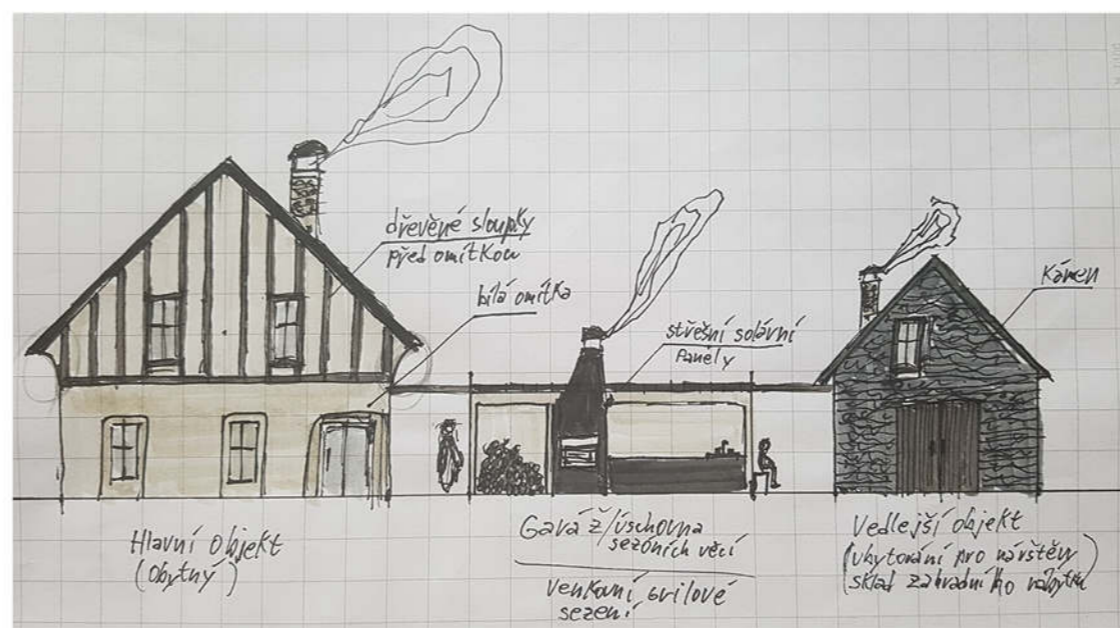 dřevěné sloupky
před omítkou
bílá omítka
střešní solární
Panely
Kámen
Hlavní objekt
(Obytný)
Garáž/úschovna
sezóních věcí
venkovní Grilové
sezení
Vedlejší objekt
(ubytování pro návštěv
sklad zahradního nábytku)